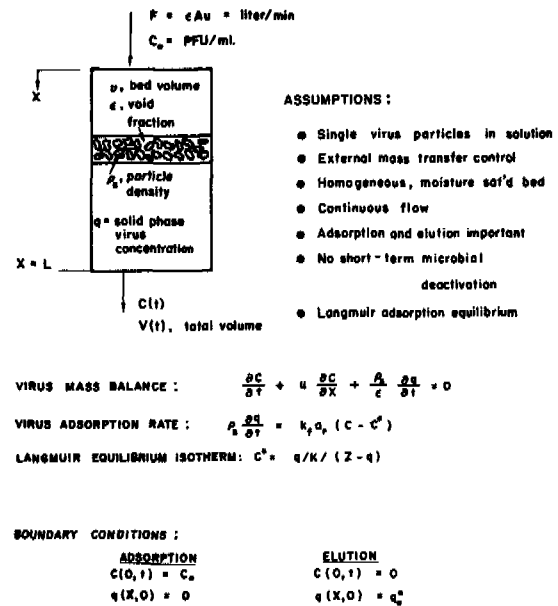 F = ϵAu = liter/min
C₀ = PFU/ml.
X
υ, bed volume
ϵ, void
fraction
ρₛ, particle
density
q = solid phase
virus
concentration
X = L
C(t)
V(t), total volume
ASSUMPTIONS:
● Single virus particles in solution
● External mass transfer control
● Homogeneous, moisture sat'd bed
● Continuous flow
● Adsorption and elution important
● No short-term microbial
deactivation
● Langmuir adsorption equilibrium
VIRUS MASS BALANCE: ∂C/∂t + u ∂C/∂X + ρₛ/ϵ ∂q/∂t = 0
VIRUS ADSORPTION RATE: ρₛ ∂q/∂t = k_f a_r (C - C*)
LANGMUIR EQUILIBRIUM ISOTHERM: C* = q/K/(Z-q)
BOUNDARY CONDITIONS:
ADSORPTION ELUTION
C(0,t) = C₀ C(0,t) = 0
q(X,0) = 0 q(X,0) = q₀*